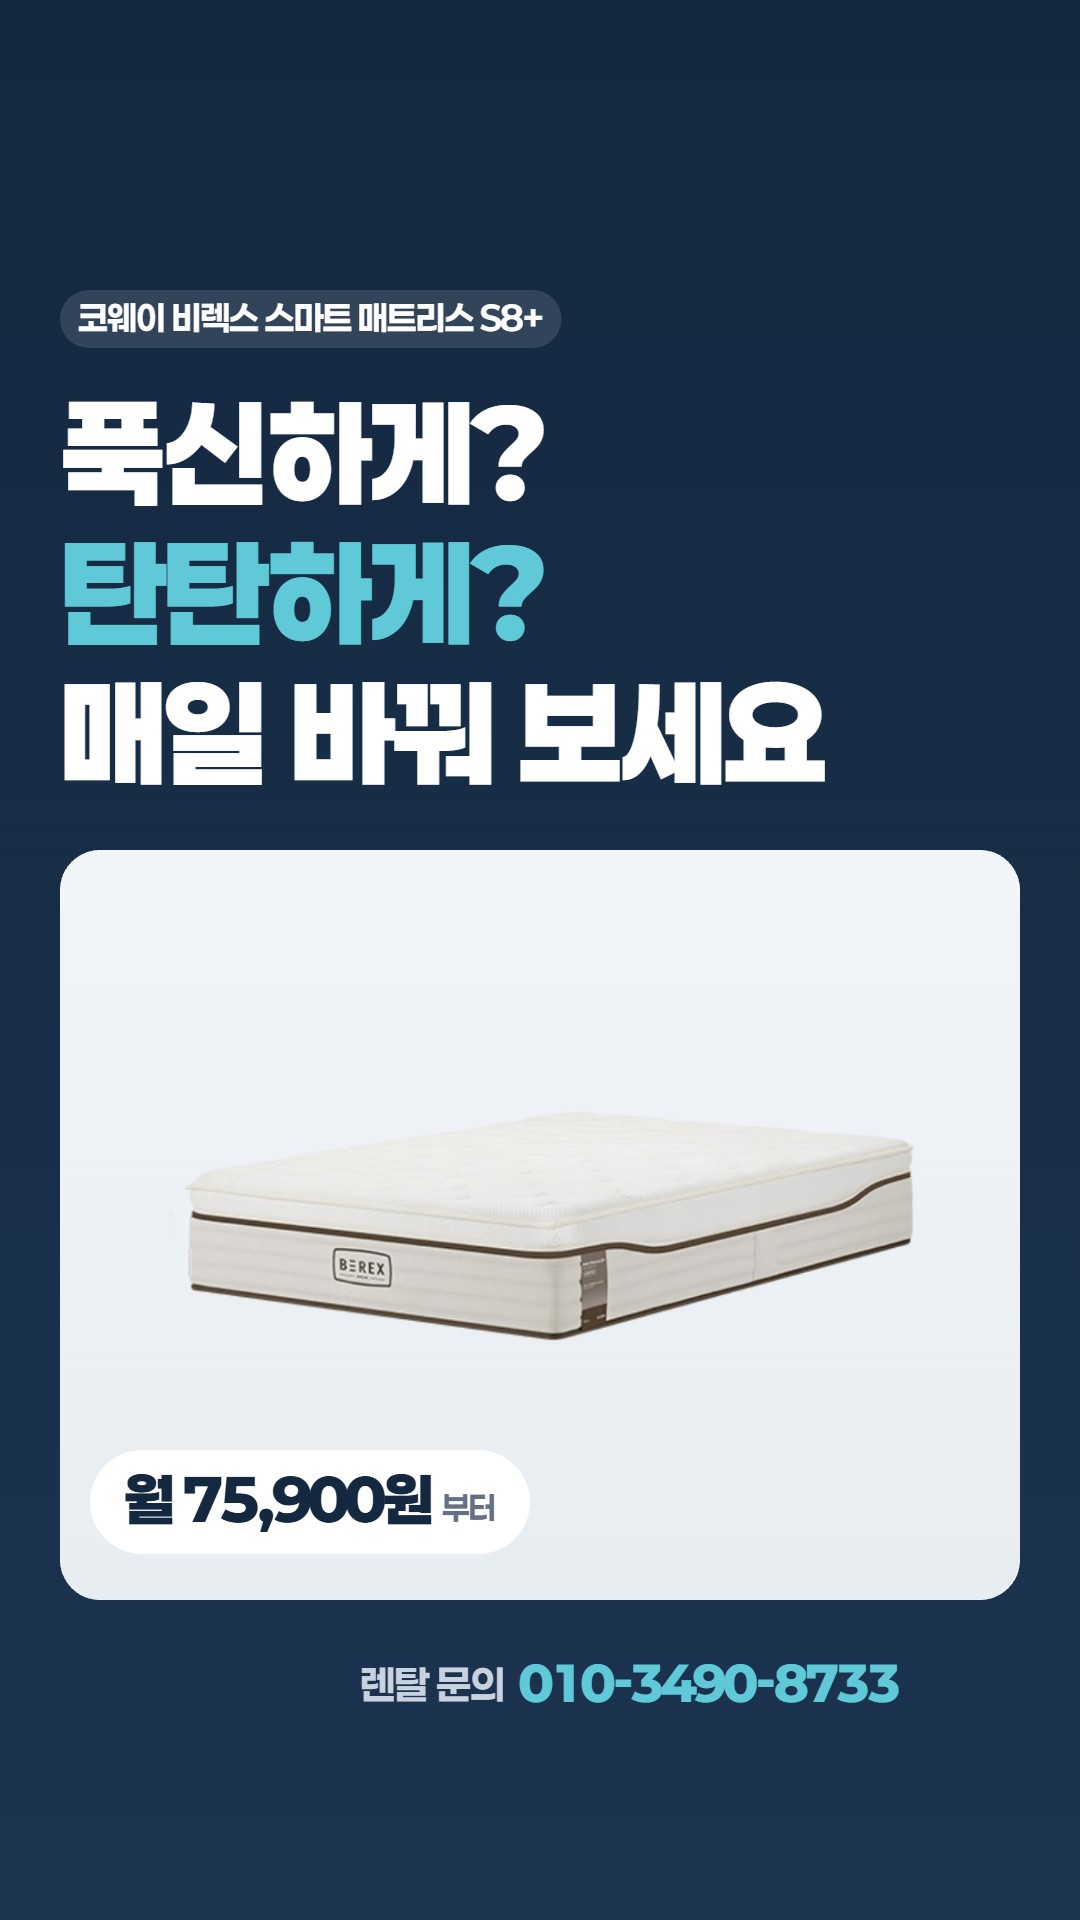 코웨이 비렉스 스마트 매트리스 S8+
푹신하게?
탄탄하게?
매일 바꿔 보세요
BEREX
월 75,900원 부터
렌탈 문의 010-3490-8733